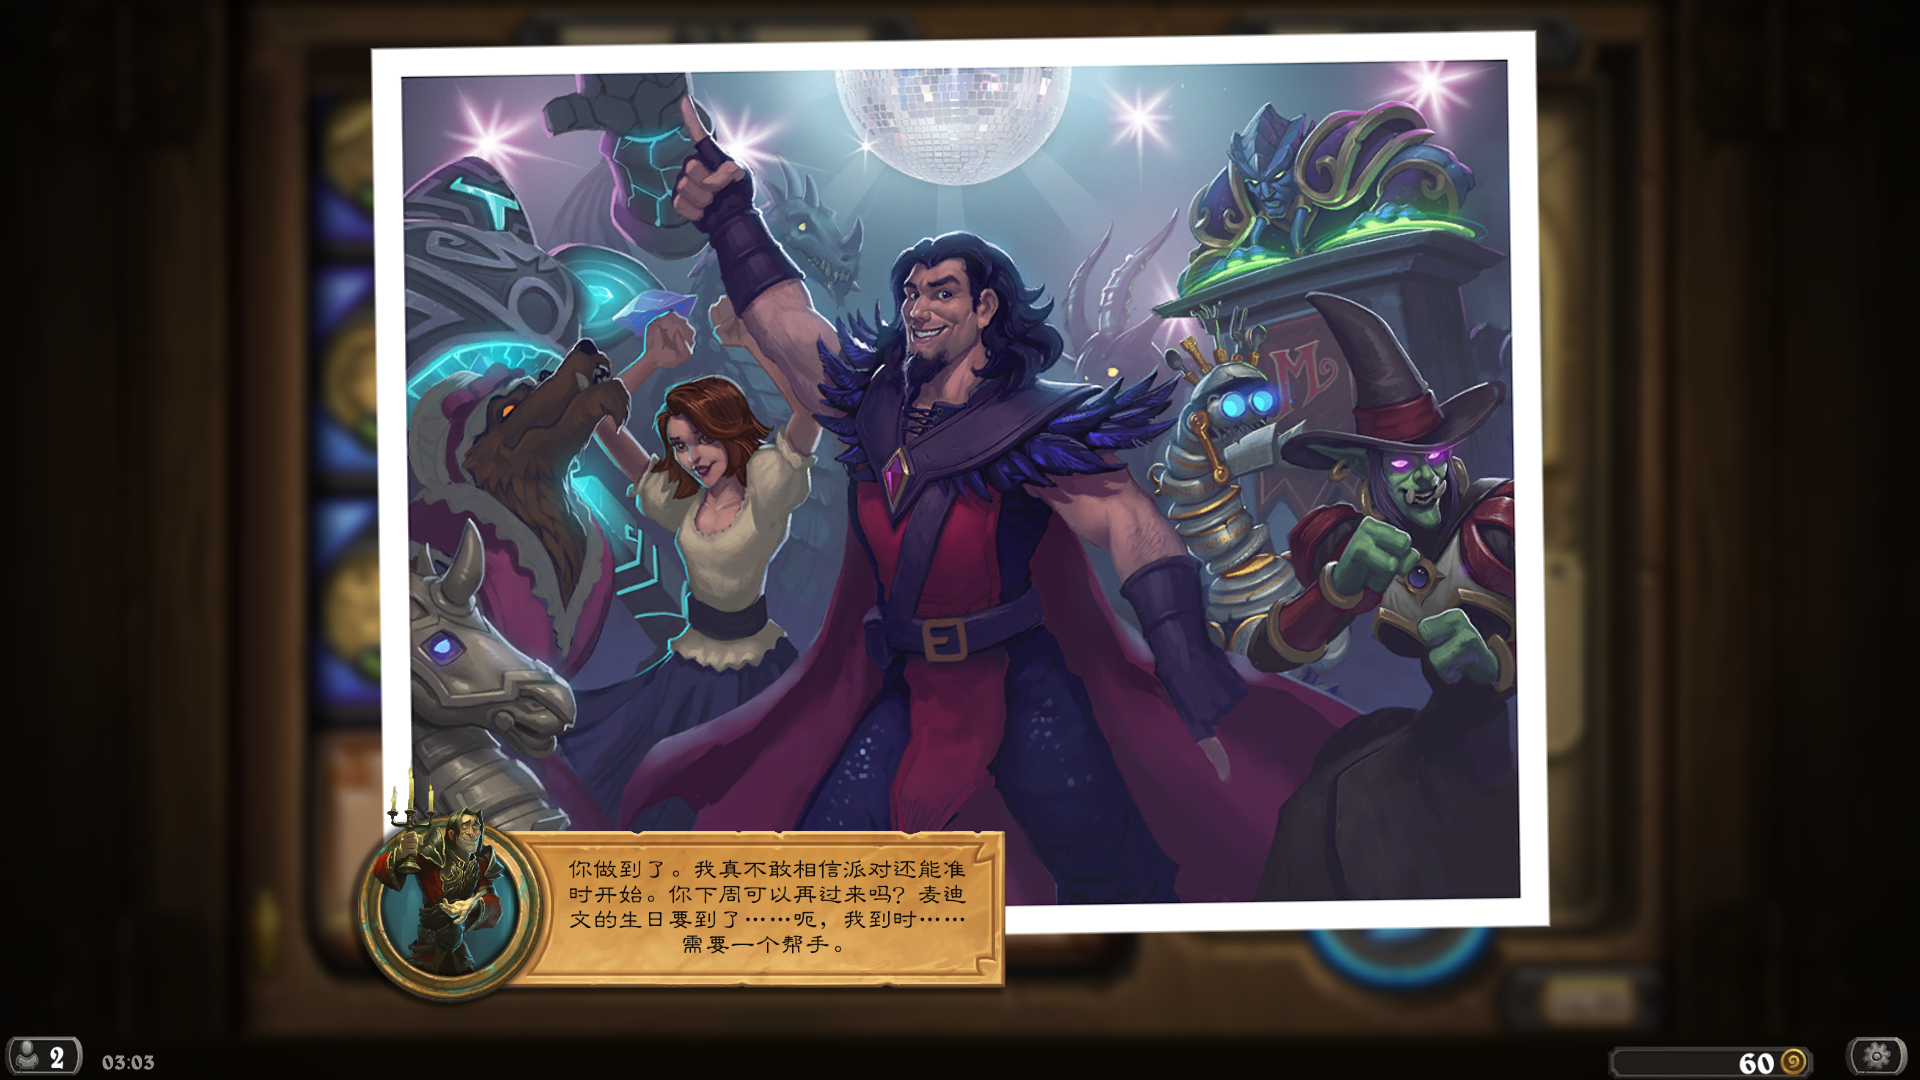 M
你做到了。我真不敢相信派对还能准
时开始。你下周可以再过来吗？麦迪
文的生日要到了……呃，我到时……
需要一个帮手。
2
03:03
60